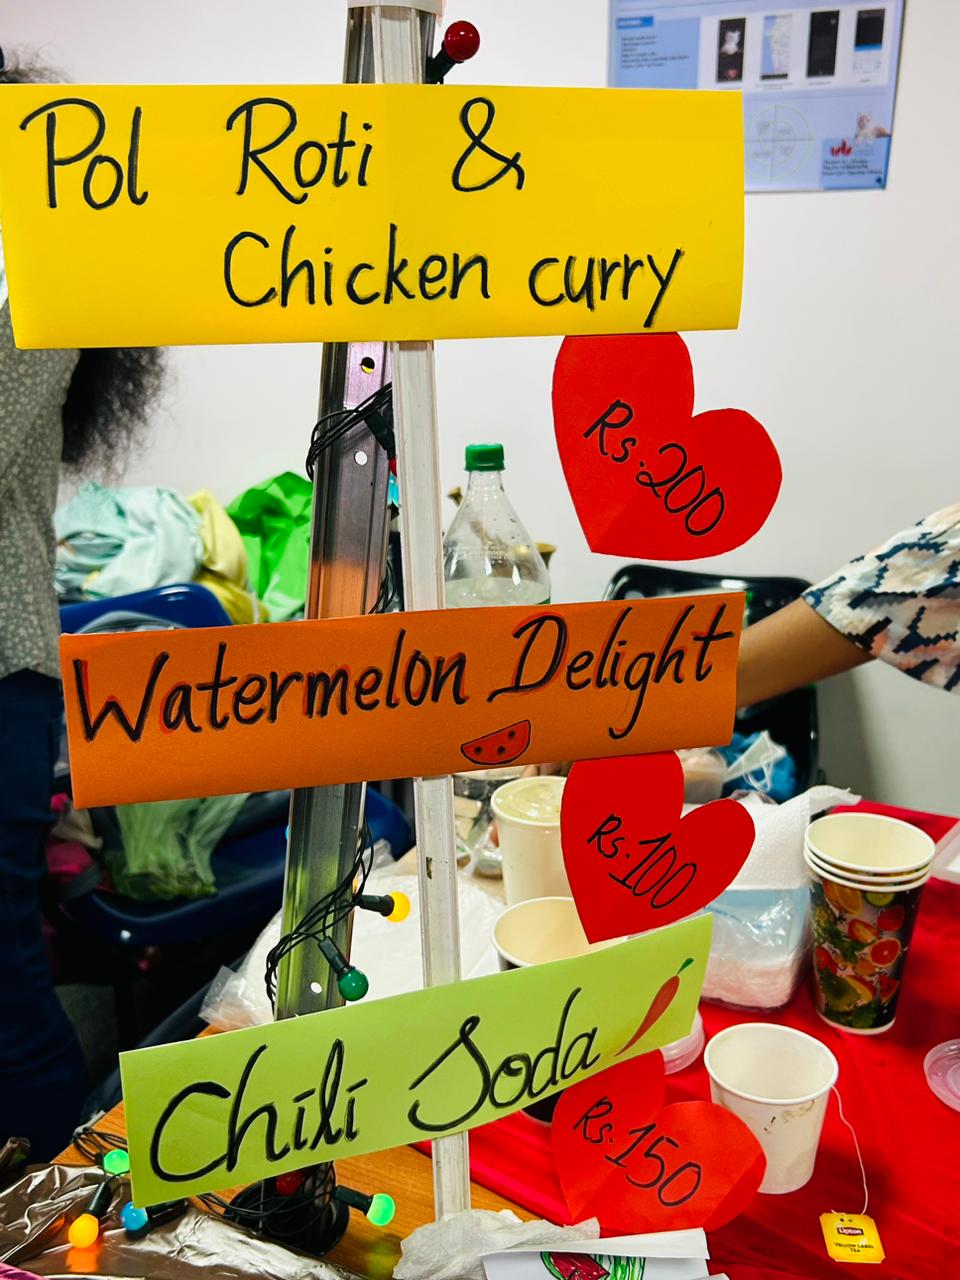 Pol Roti &
Chicken curry
Rs.200
Watermelon Delight
Rs.100
Chili Soda
Rs.150
Lipton
YELLOW LABEL
TEA